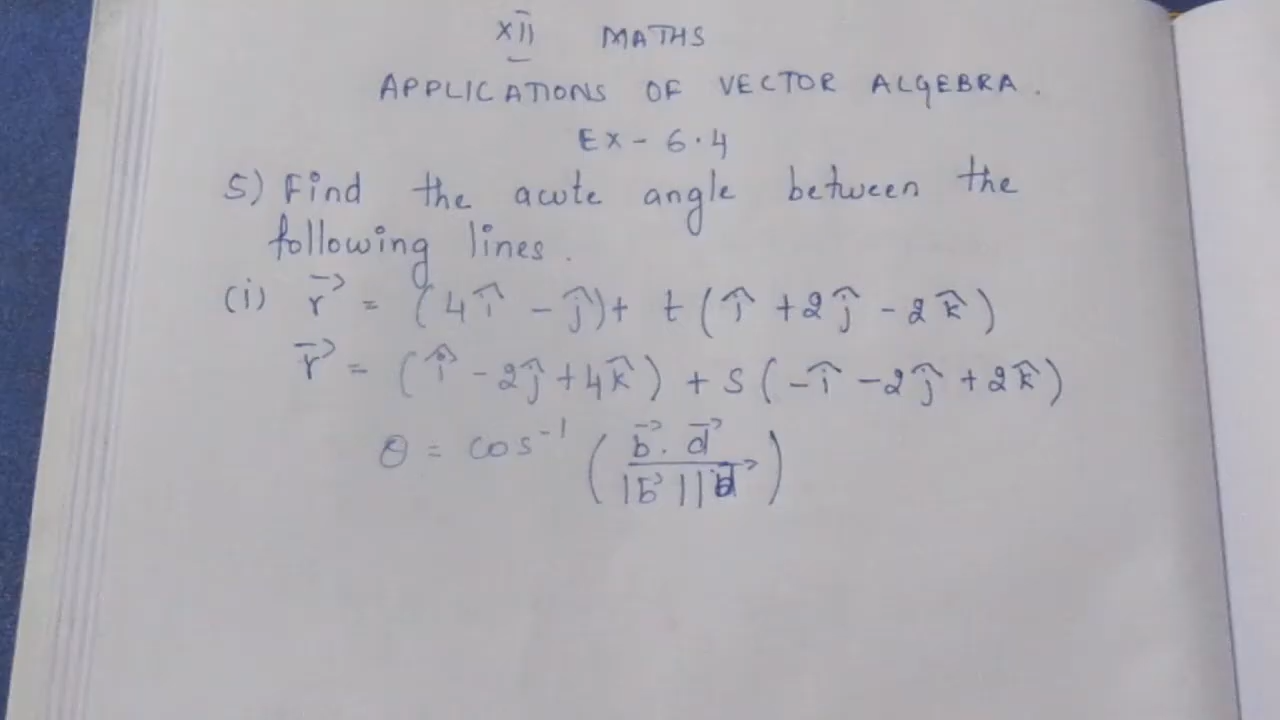 XII MATHS
APPLICATIONS OF VECTOR ALGEBRA.
EX - 6.4
5) Find the acute angle between the
following lines.
(i) r⃗ = (4î - ĵ) + t(î + 2ĵ - 2k̂)
r⃗ = (î - 2ĵ + 4k̂) + s(-î - 2ĵ + 2k̂)
θ = cos⁻¹ (b⃗ . d⃗ / |b⃗| |d⃗|)